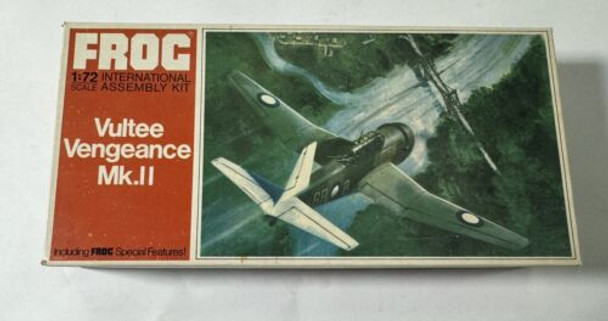 FROG
1:72 INTERNATIONAL
SCALE ASSEMBLY KIT
Vultee
Vengeance
Mk.II
Including FROG Special Features!